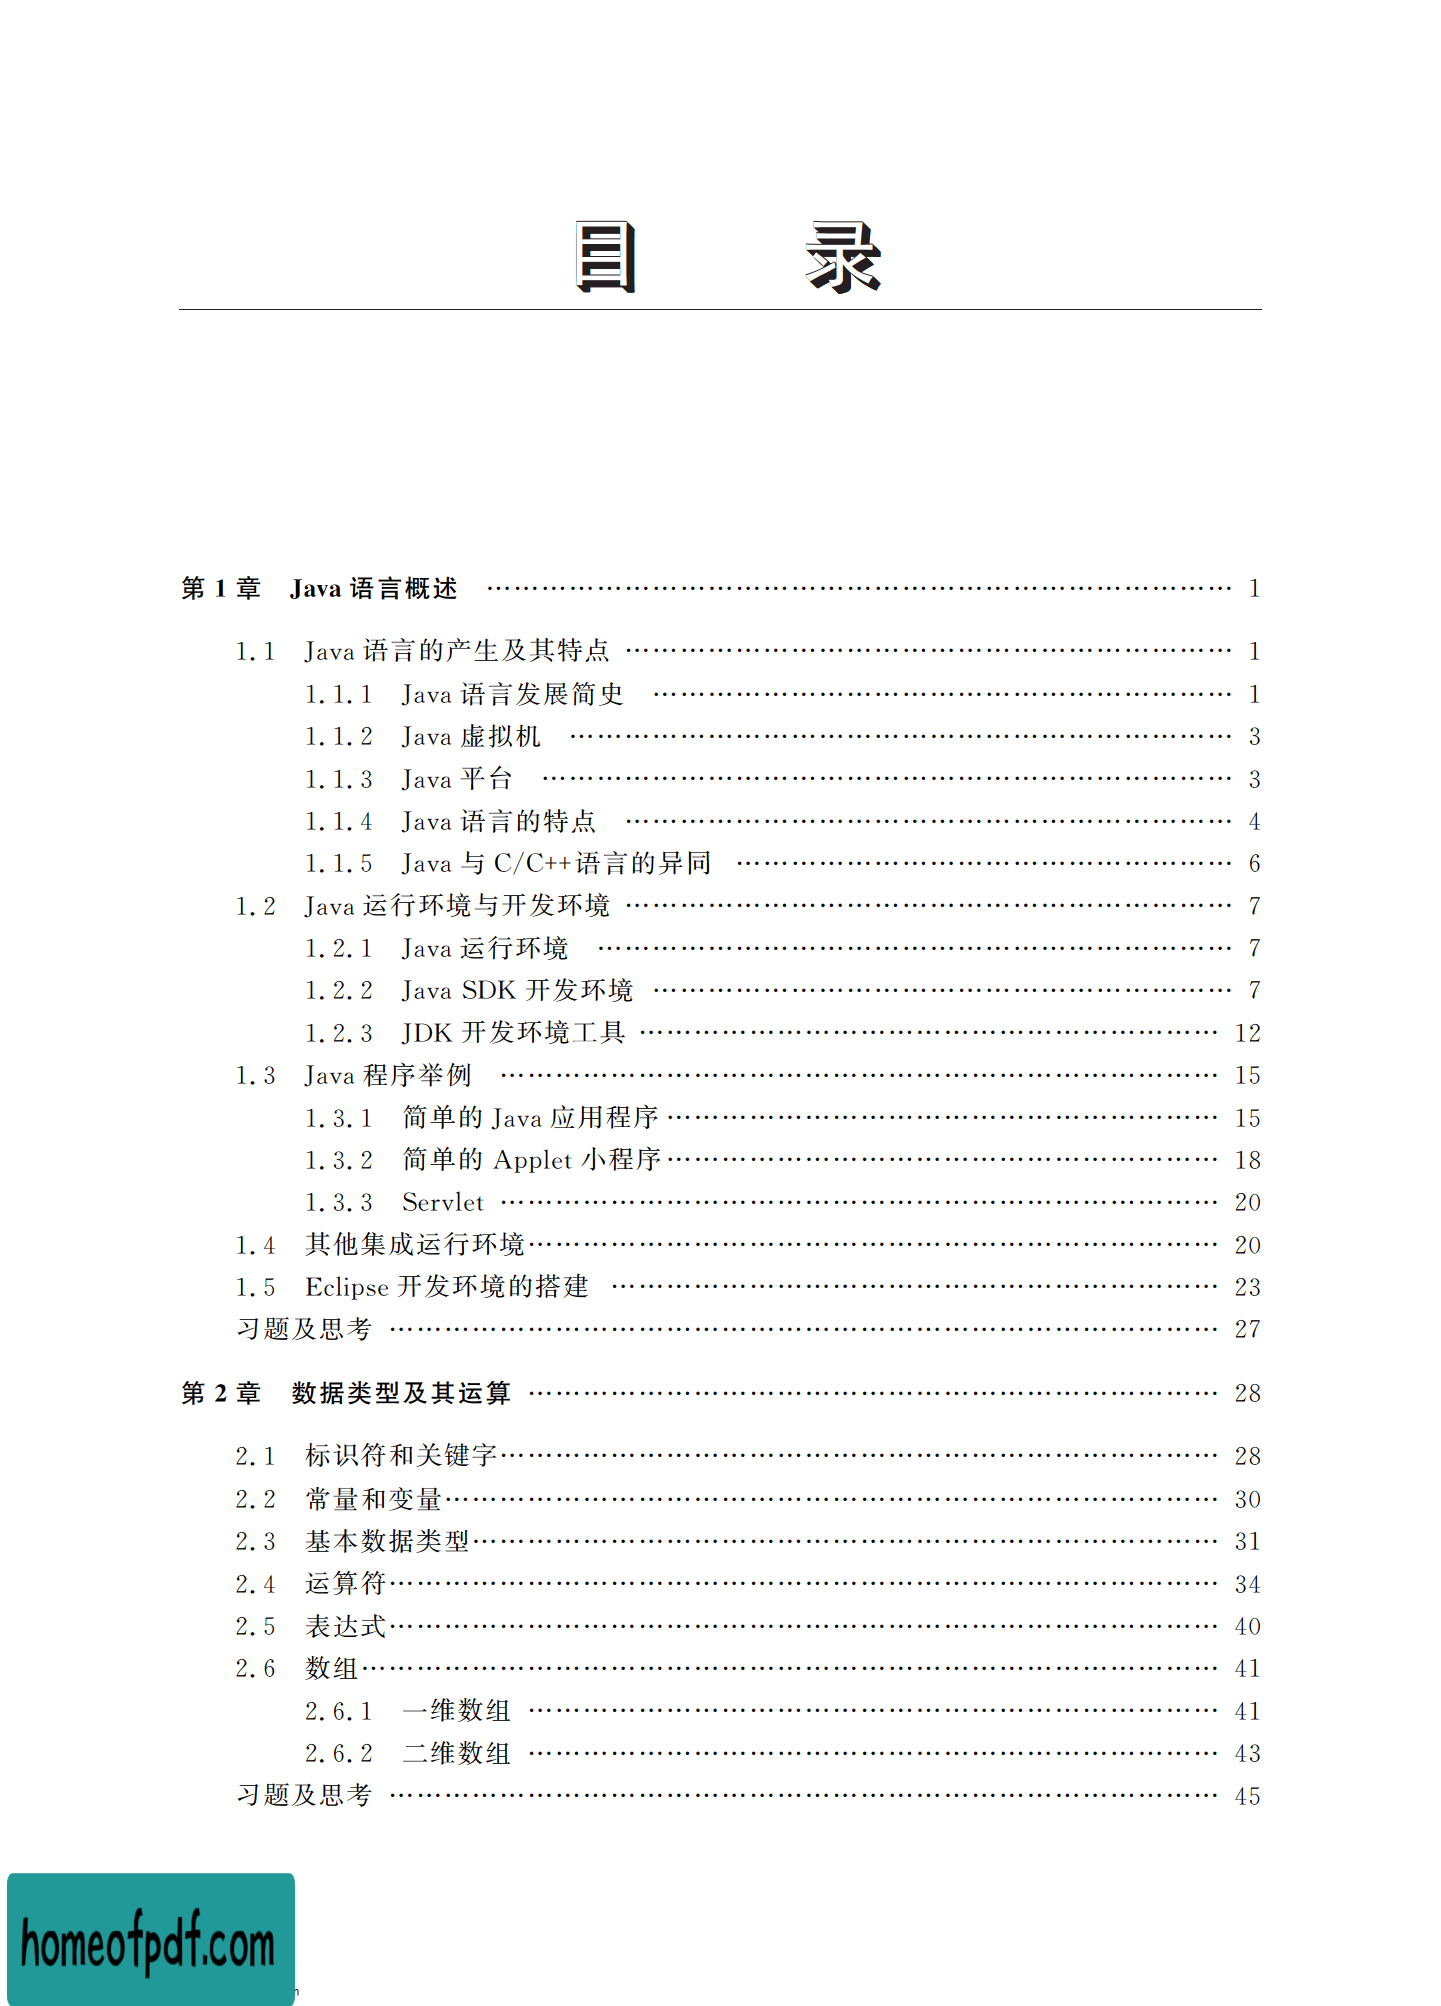 目 录
第 1 章 Java 语言概述 …………………………………………………………………………… 1
1.1 Java 语言的产生及其特点 ……………………………………………………………… 1
1.1.1 Java 语言发展简史 …………………………………………………………… 1
1.1.2 Java 虚拟机 …………………………………………………………………… 3
1.1.3 Java 平台 ……………………………………………………………………… 3
1.1.4 Java 语言的特点 ……………………………………………………………… 4
1.1.5 Java 与 C/C++语言的异同 …………………………………………………… 6
1.2 Java 运行环境与开发环境 ……………………………………………………………… 7
1.2.1 Java 运行环境 ………………………………………………………………… 7
1.2.2 Java SDK 开发环境 …………………………………………………………… 7
1.2.3 JDK 开发环境工具 …………………………………………………………… 12
1.3 Java 程序举例 …………………………………………………………………………… 15
1.3.1 简单的 Java 应用程序 ………………………………………………………… 15
1.3.2 简单的 Applet 小程序 ………………………………………………………… 18
1.3.3 Servlet ………………………………………………………………………… 20
1.4 其他集成运行环境 ……………………………………………………………………… 20
1.5 Eclipse 开发环境的搭建 ………………………………………………………………… 23
习题及思考 ……………………………………………………………………………………… 27
第 2 章 数据类型及其运算 ……………………………………………………………………… 28
2.1 标识符和关键字 ………………………………………………………………………… 28
2.2 常量和变量 ……………………………………………………………………………… 30
2.3 基本数据类型 …………………………………………………………………………… 31
2.4 运算符 …………………………………………………………………………………… 34
2.5 表达式 …………………………………………………………………………………… 40
2.6 数组 ……………………………………………………………………………………… 41
2.6.1 一维数组 ……………………………………………………………………… 41
2.6.2 二维数组 ……………………………………………………………………… 43
习题及思考 ……………………………………………………………………………………… 45
homeofpdf.com